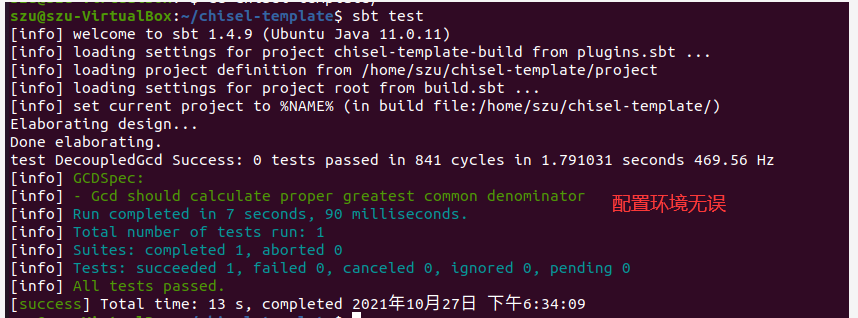 szu@szu-VirtualBox:~/chisel-template$ sbt test
[info] welcome to sbt 1.4.9 (Ubuntu Java 11.0.11)
[info] loading settings for project chisel-template-build from plugins.sbt ...
[info] loading project definition from /home/szu/chisel-template/project
[info] loading settings for project root from build.sbt ...
[info] set current project to %NAME% (in build file:/home/szu/chisel-template/)
Elaborating design...
Done elaborating.
test DecoupledGcd Success: 0 tests passed in 841 cycles in 1.791031 seconds 469.56 Hz
[info] GCDSpec:
[info] - Gcd should calculate proper greatest common denominator
配置环境无误
[info] Run completed in 7 seconds, 90 milliseconds.
[info] Total number of tests run: 1
[info] Suites: completed 1, aborted 0
[info] Tests: succeeded 1, failed 0, canceled 0, ignored 0, pending 0
[info] All tests passed.
[success] Total time: 13 s, completed 2021年10月27日 下午6:34:09